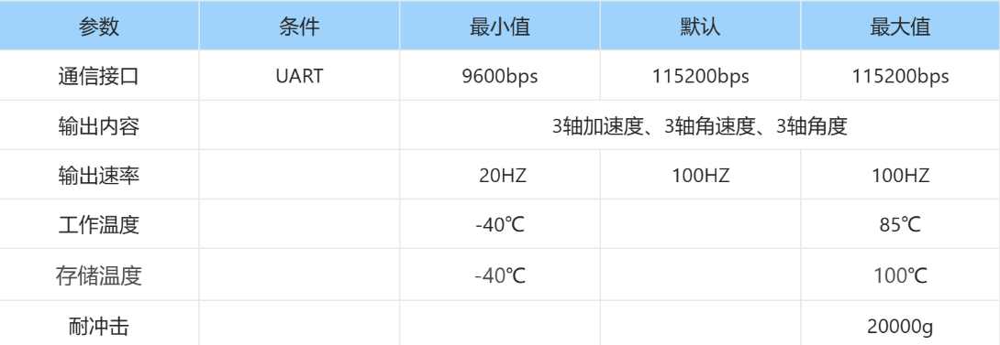 参数 条件 最小值 默认 最大值
通信接口 UART 9600bps 115200bps 115200bps
输出内容 3轴加速度、3轴角速度、3轴角度
输出速率 20HZ 100HZ 100HZ
工作温度 -40℃ 85℃
存储温度 -40℃ 100℃
耐冲击 20000g